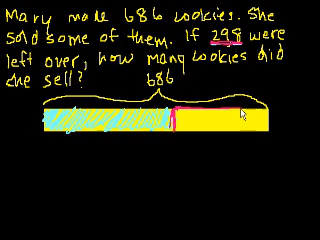 Mary made 686 cookies. She
sold some of them. If 298 were
left over, how many cookies did
she sell?
686